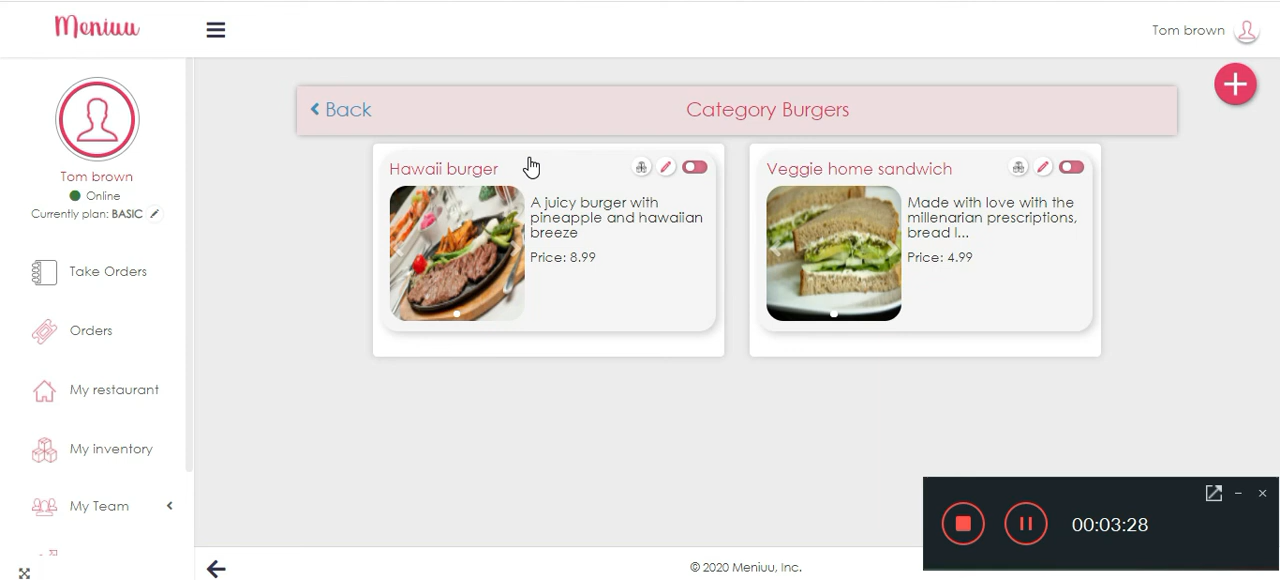 Meniuu
Tom brown
Tom brown
Online
Currently plan: BASIC
Take Orders
Orders
My restaurant
My inventory
My Team
Back
Category Burgers
Hawaii burger
A juicy burger with
pineapple and hawaiian
breeze
Price: 8.99
Veggie home sandwich
Made with love with the
millenarian prescriptions,
bread l...
Price: 4.99
00:03:28
© 2020 Meniuu, Inc.